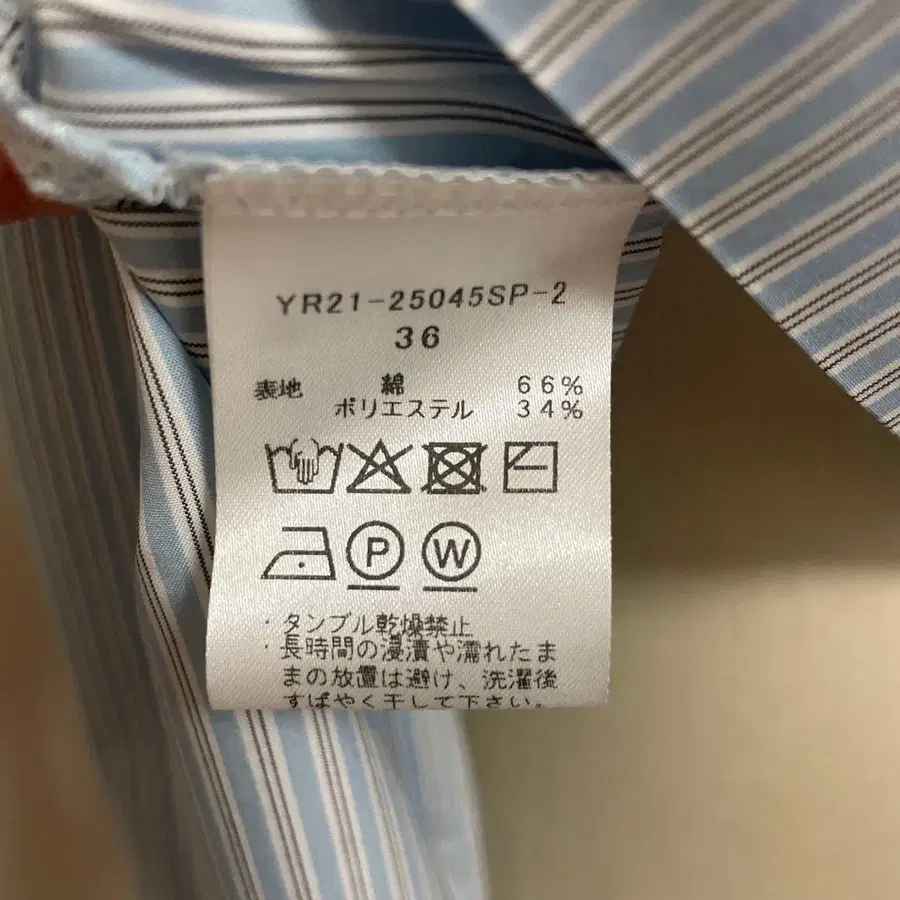 YR21-25045SP-2
36
表地 綿 66%
ポリエステル 34%
P W
・タンブル乾燥禁止
・長時間の浸漬や濡れたま
まの放置は避け、洗濯後
すばやく干して下さい。